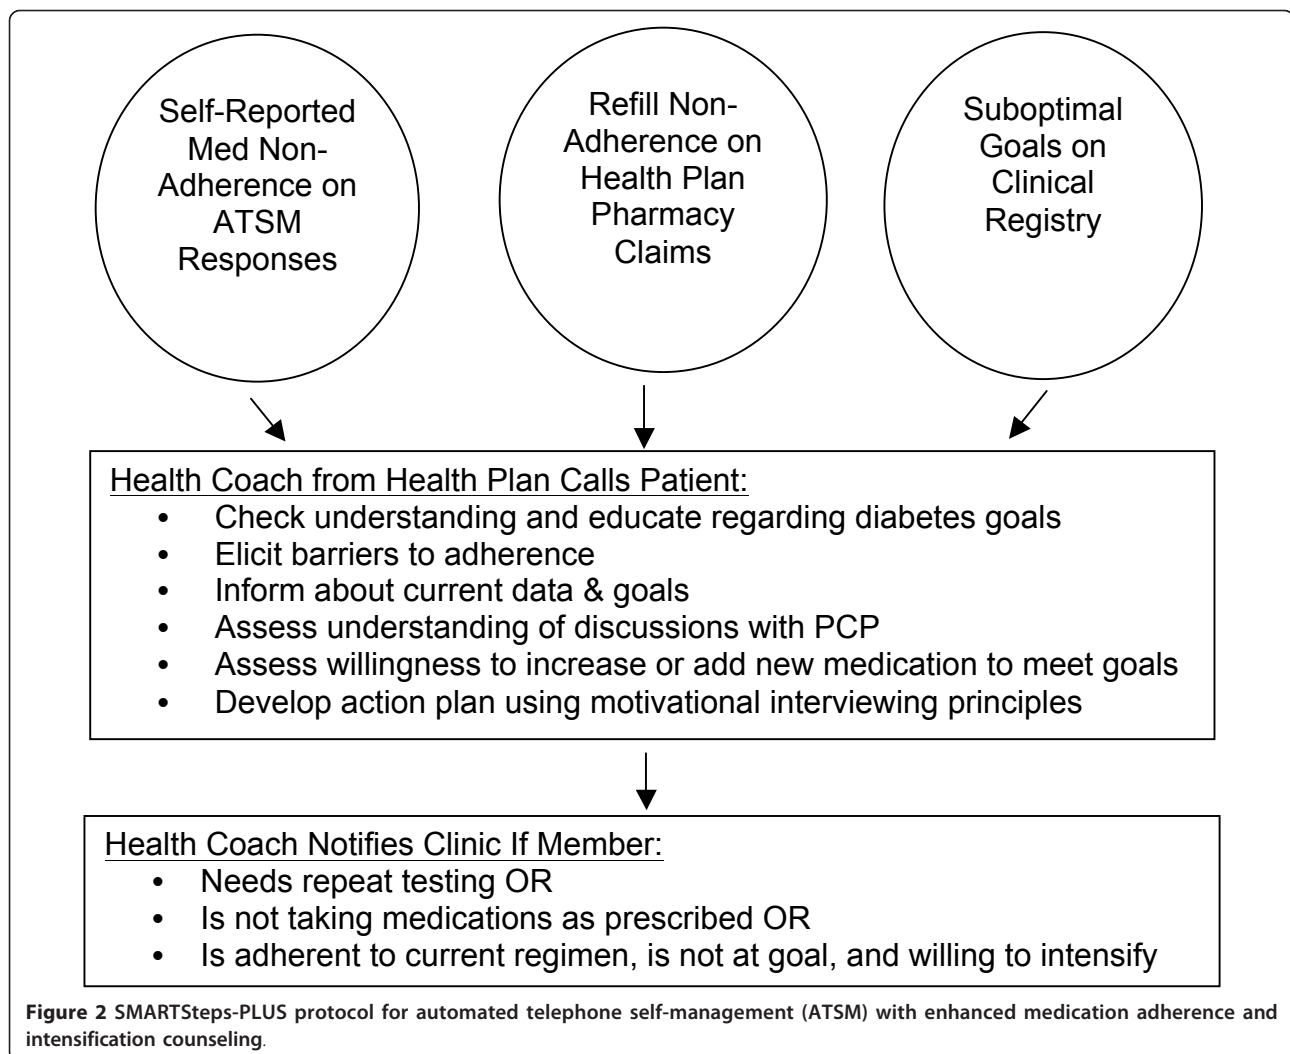 Self-Reported
Med Non-
Adherence on
ATSM
Responses
Refill Non-
Adherence on
Health Plan
Pharmacy
Claims
Suboptimal
Goals on
Clinical
Registry
Health Coach from Health Plan Calls Patient:
• Check understanding and educate regarding diabetes goals
• Elicit barriers to adherence
• Inform about current data & goals
• Assess understanding of discussions with PCP
• Assess willingness to increase or add new medication to meet goals
• Develop action plan using motivational interviewing principles
Health Coach Notifies Clinic If Member:
• Needs repeat testing OR
• Is not taking medications as prescribed OR
• Is adherent to current regimen, is not at goal, and willing to intensify
Figure 2 SMARTSteps-PLUS protocol for automated telephone self-management (ATSM) with enhanced medication adherence and
intensification counseling.